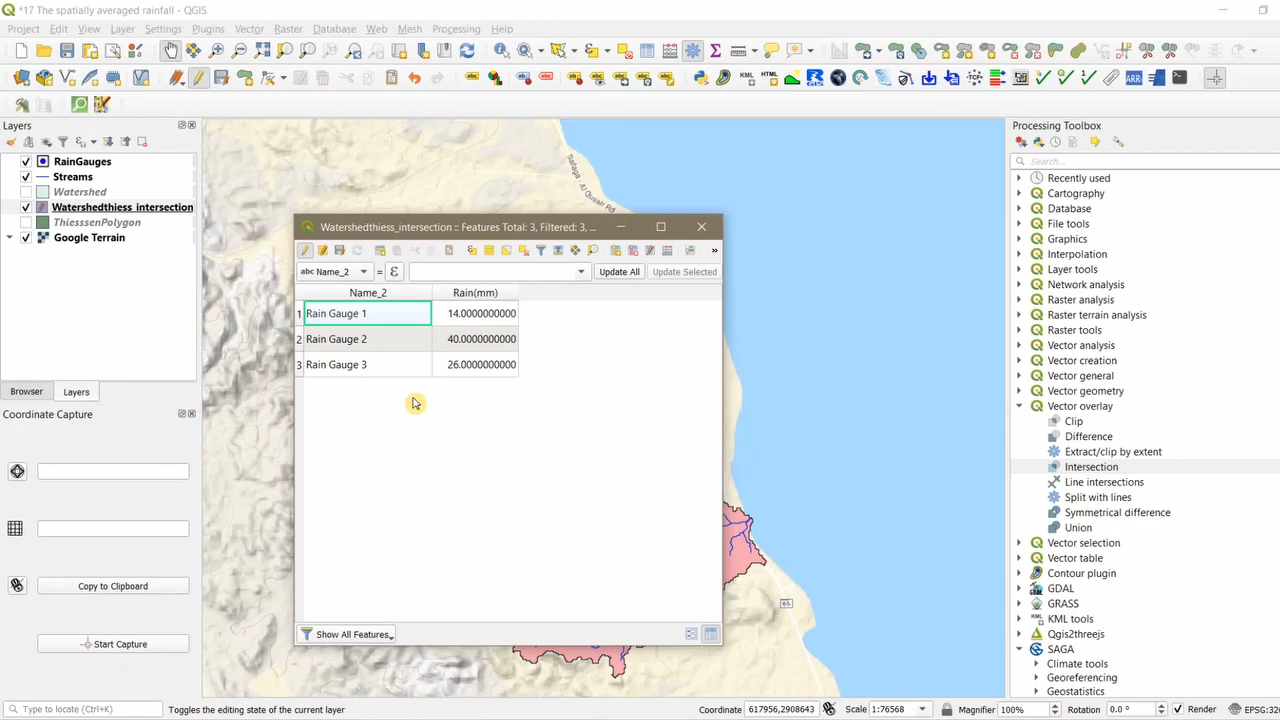 *17 The spatially averaged rainfall - QGIS
Project Edit View Layer Settings Plugins Vector Raster Database Web Mesh Processing Help
Layers
RainGauges
Streams
Watershed
Watershedthiess_intersection
ThiesssenPolygon
Google Terrain
Browser Layers
Coordinate Capture
Copy to Clipboard
Start Capture
Safaga - Al Qusair Rd
65
Watershedthiess_intersection :: Features Total: 3, Filtered: 3, ...
abc Name_2 = ε Update All Update Selected
Name_2 Rain(mm)
1 Rain Gauge 1 14.0000000000
2 Rain Gauge 2 40.0000000000
3 Rain Gauge 3 26.0000000000
Show All Features
Processing Toolbox
Search...
Recently used
Cartography
Database
File tools
Graphics
Interpolation
Layer tools
Network analysis
Raster analysis
Raster terrain analysis
Raster tools
Vector analysis
Vector creation
Vector general
Vector geometry
Vector overlay
Clip
Difference
Extract/clip by extent
Intersection
Line intersections
Split with lines
Symmetrical difference
Union
Vector selection
Vector table
Contour plugin
GDAL
GRASS
KML tools
Qgis2threejs
SAGA
Climate tools
Georeferencing
Geostatistics
Type to locate (Ctrl+K) Toggles the editing state of the current layer Coordinate 617956,2908643 Scale 1:76568 Magnifier 100% Rotation 0.0 ° Render EPSG:32